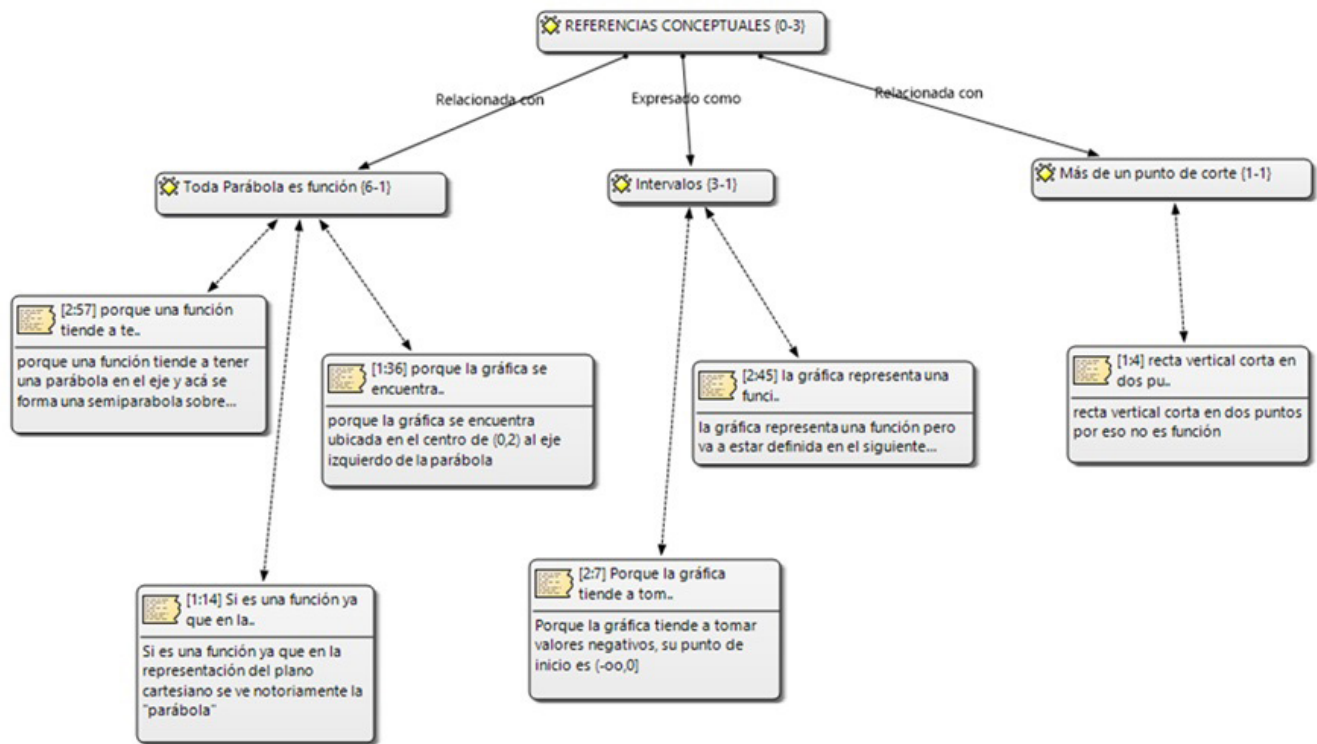 REFERENCIAS CONCEPTUALES {0-3}
Relacionada con
Expresado como
Relacionada con
Toda Parábola es función {6-1}
Intervalos {3-1}
Más de un punto de corte {1-1}
[2:57] porque una función
tiende a te..
porque una función tiende a tener
una parábola en el eje y acá se
forma una semiparabola sobre...
[1:36] porque la gráfica se
encuentra..
porque la gráfica se encuentra
ubicada en el centro de (0,2) al eje
izquierdo de la parábola
[2:45] la gráfica representa una
funci..
la gráfica representa una función pero
va a estar definida en el siguiente...
[1:4] recta vertical corta en
dos pu..
recta vertical corta en dos puntos
por eso no es función
[1:14] Si es una función ya
que en la..
Si es una función ya que en la
representación del plano
cartesiano se ve notoriamente la
"parábola"
[2:7] Porque la gráfica
tiende a tom..
Porque la gráfica tiende a tomar
valores negativos, su punto de
inicio es (-oo,0]